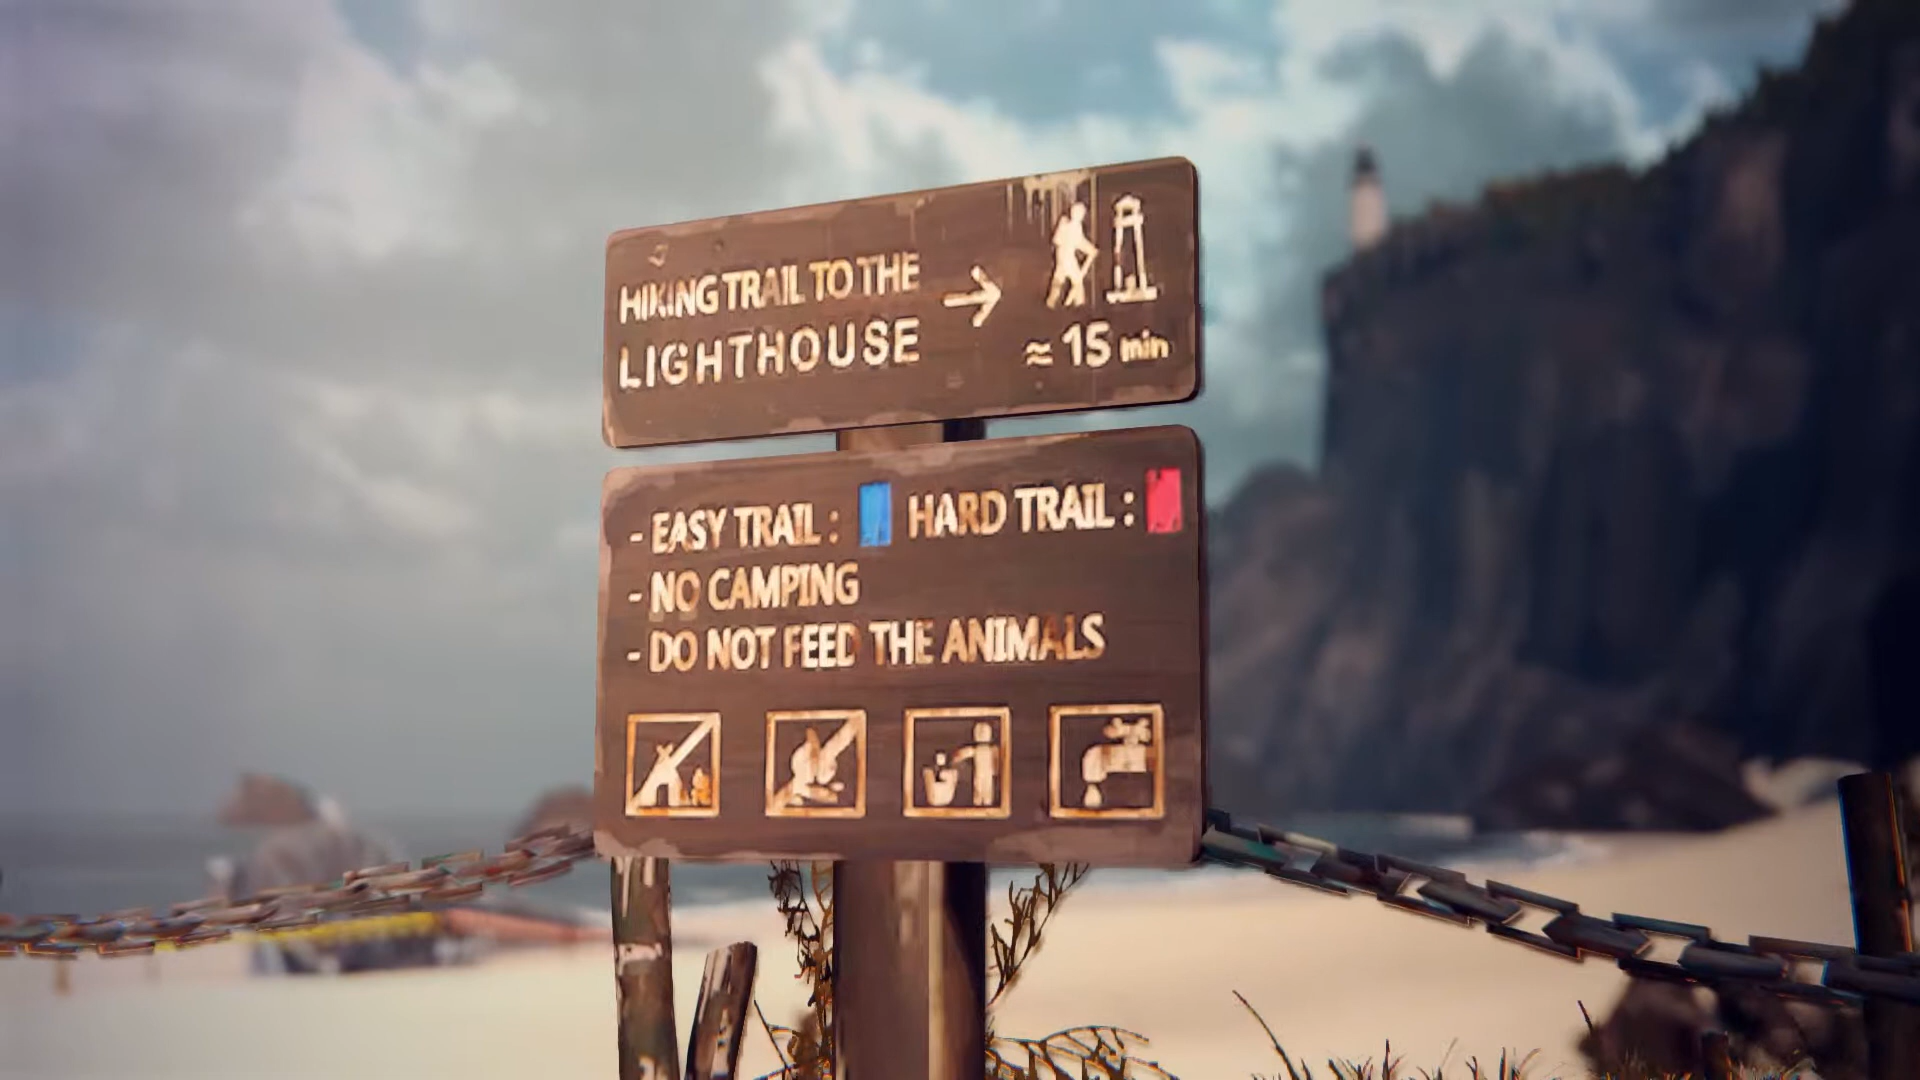 HIKING TRAIL TO THE
LIGHTHOUSE
≈ 15 min
- EASY TRAIL : HARD TRAIL :
- NO CAMPING
- DO NOT FEED THE ANIMALS